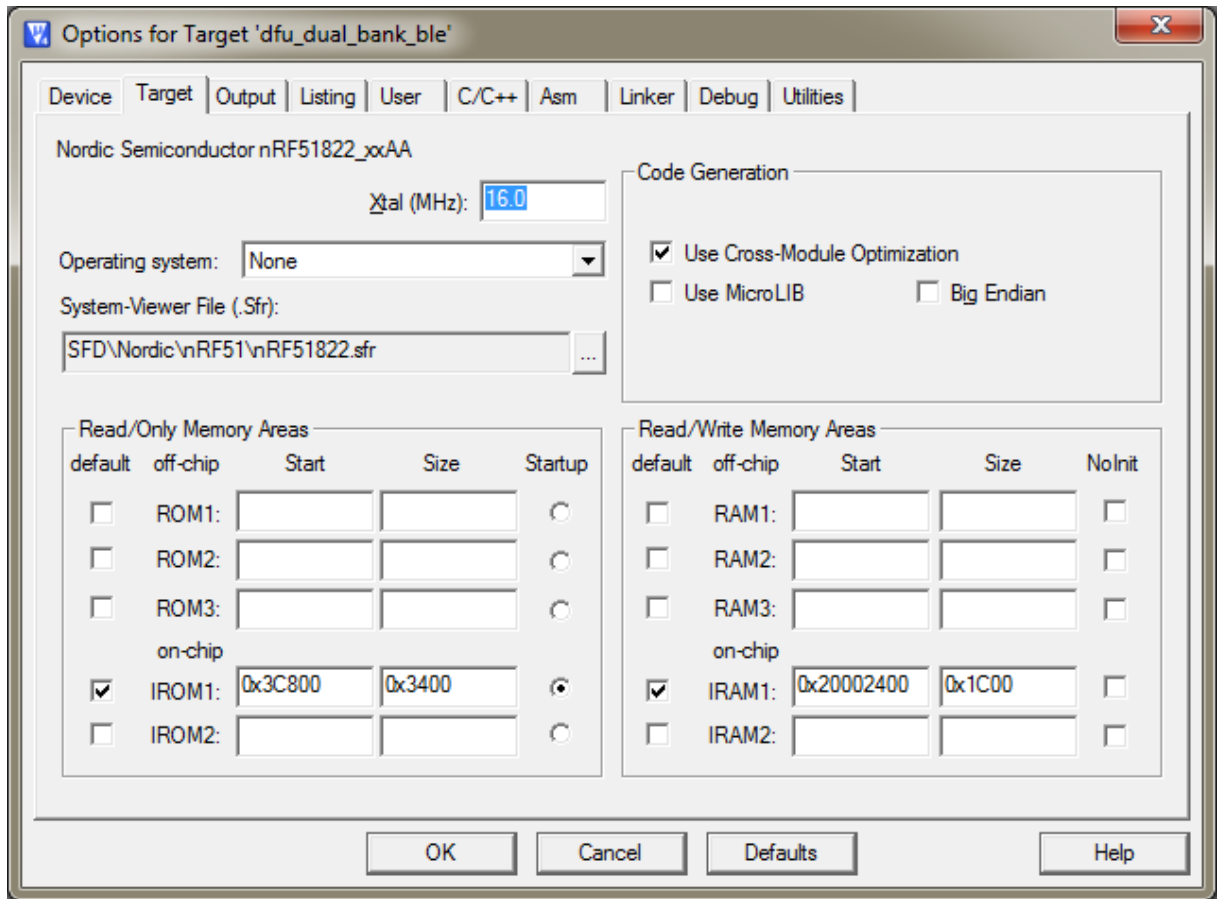 Options for Target 'dfu_dual_bank_ble'
Device Target Output Listing User C/C++ Asm Linker Debug Utilities
Nordic Semiconductor nRF51822_xxAA
Xtal (MHz): 16.0
Operating system: None
System-Viewer File (.Sfr):
SFD\Nordic\nRF51\nRF51822.sfr ...
Code Generation
Use Cross-Module Optimization
Use MicroLIB Big Endian
Read/Only Memory Areas
default off-chip Start Size Startup
ROM1:
ROM2:
ROM3:
on-chip
IROM1: 0x3C800 0x3400
IROM2:
Read/Write Memory Areas
default off-chip Start Size NoInit
RAM1:
RAM2:
RAM3:
on-chip
IRAM1: 0x20002400 0x1C00
IRAM2:
OK Cancel Defaults Help